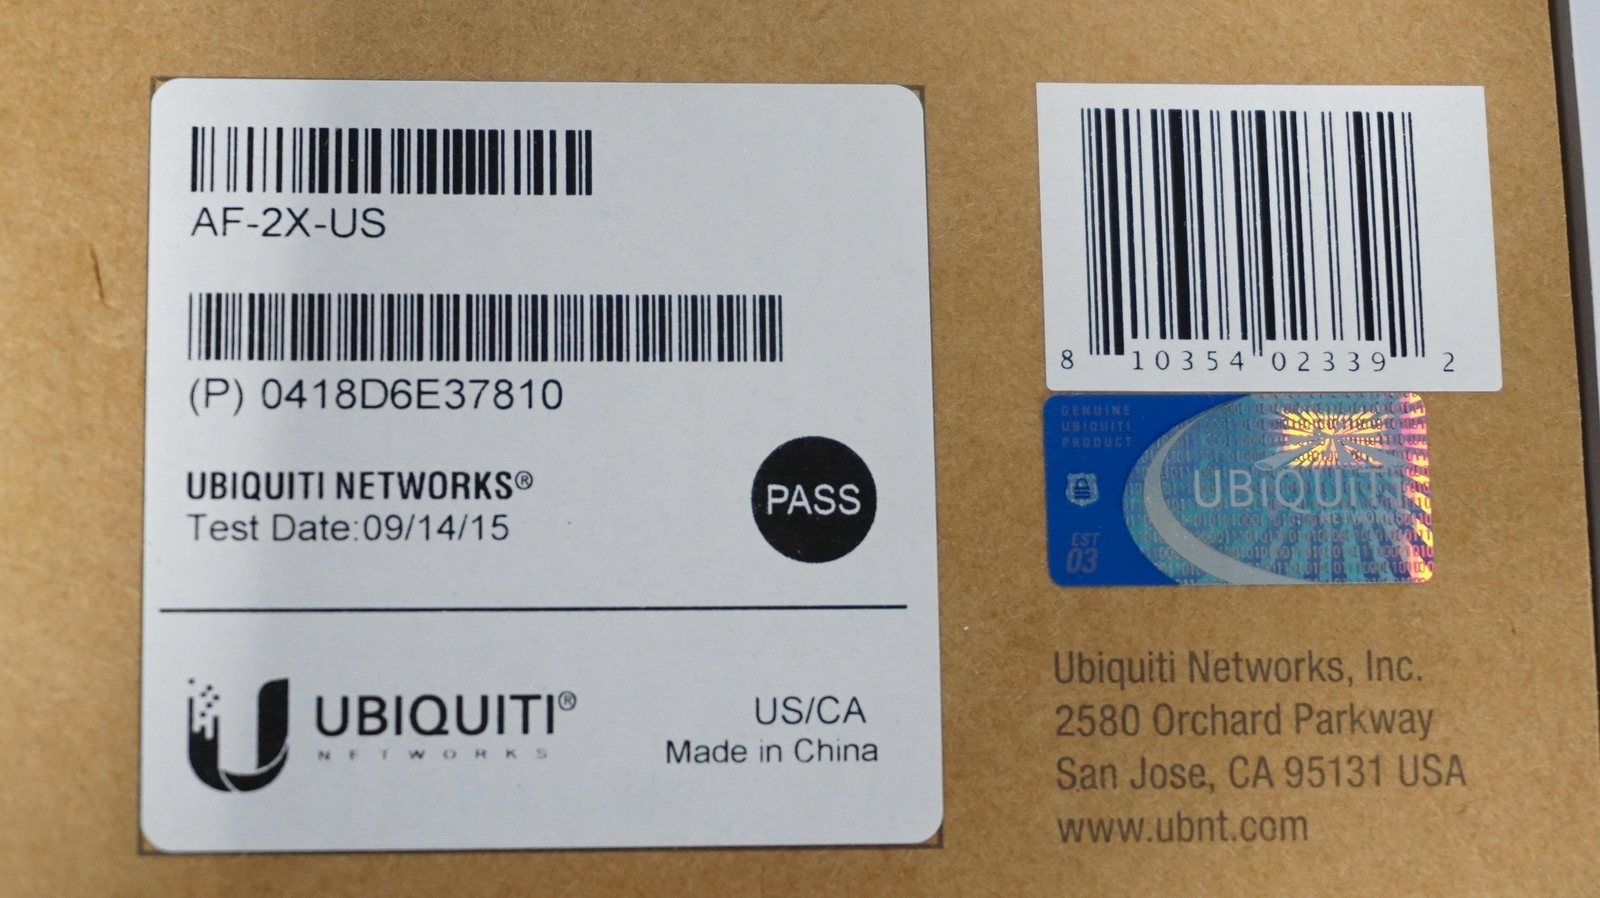 AF-2X-US
(P) 0418D6E37810
UBIQUITI NETWORKS®
Test Date:09/14/15
PASS
UBIQUITI®
NETWORKS
US/CA
Made in China
8 10354 02339 2
GENUINE
UBIQUITI
PRODUCT
UBIQUITI
EST
03
Ubiquiti Networks, Inc.
2580 Orchard Parkway
San Jose, CA 95131 USA
www.ubnt.com